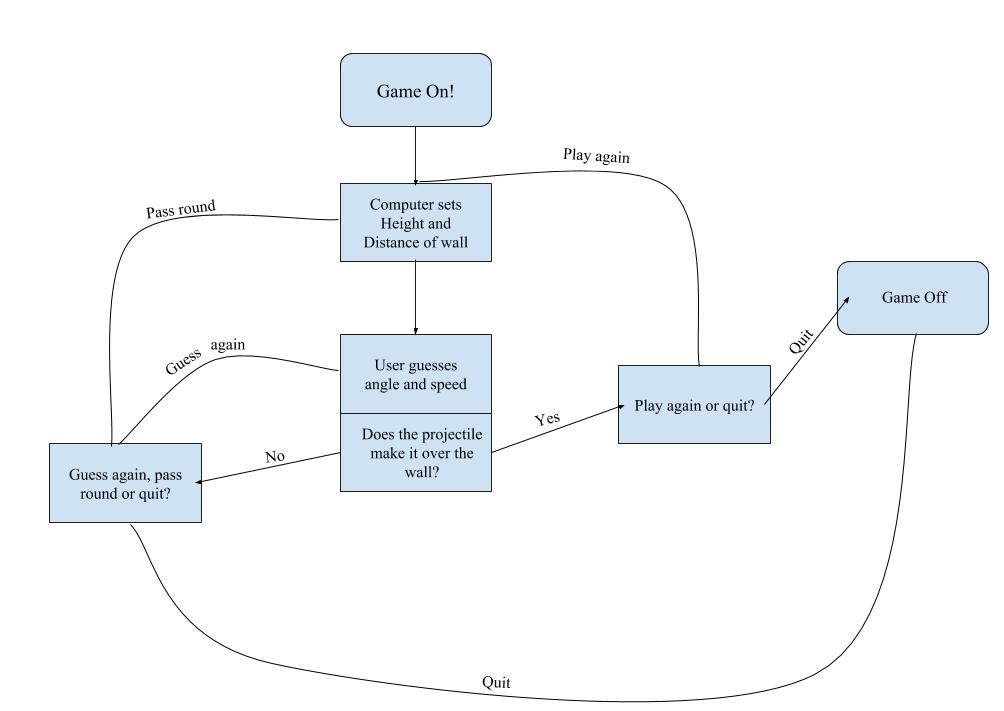 Game On!
Play again
Computer sets
Height and
Distance of wall
Pass round
Game Off
Quit
Guess again
User guesses
angle and speed
Play again or quit?
Yes
Does the projectile
make it over the
wall?
No
Guess again, pass
round or quit?
Quit